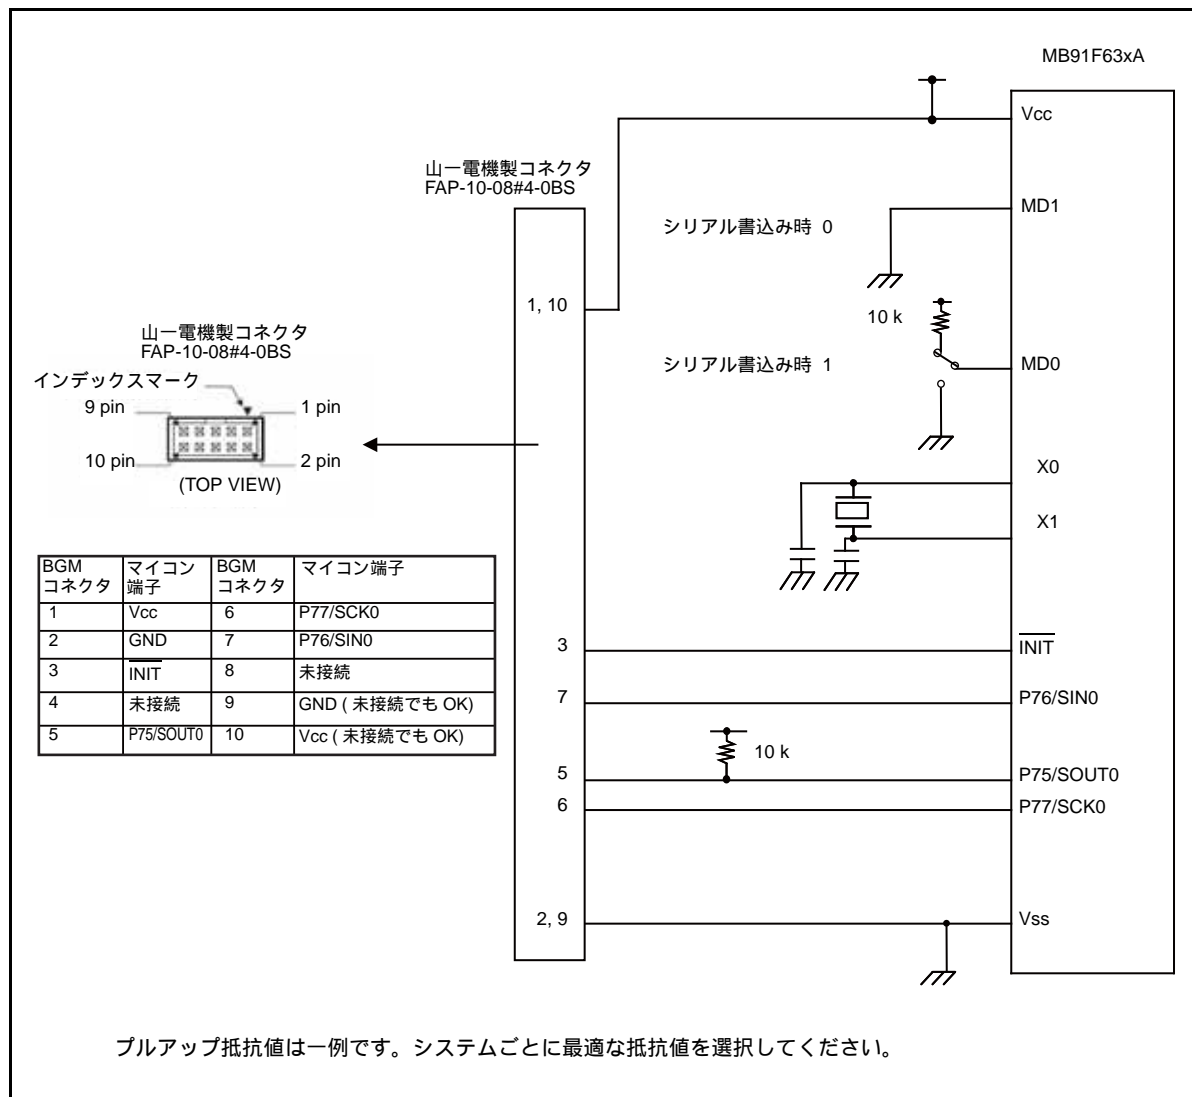 MB91F63xA
Vcc
山一電機製コネクタ
FAP-10-08#4-0BS
MD1
シリアル書込み時 0
1, 10
10 k
山一電機製コネクタ
FAP-10-08#4-0BS
シリアル書込み時 1
MD0
インデックスマーク
9 pin
1 pin
10 pin
2 pin
(TOP VIEW)
X0
X1
BGM コネクタ マイコン端子 BGM コネクタ マイコン端子
1 Vcc 6 P77/SCK0
2 GND 7 P76/SIN0
3 INIT 8 未接続
4 未接続 9 GND ( 未接続でも OK)
5 P75/SOUT0 10 Vcc ( 未接続でも OK)
3
INIT
7
P76/SIN0
10 k
5
P75/SOUT0
6
P77/SCK0
2, 9
Vss
プルアップ抵抗値は一例です。システムごとに最適な抵抗値を選択してください。